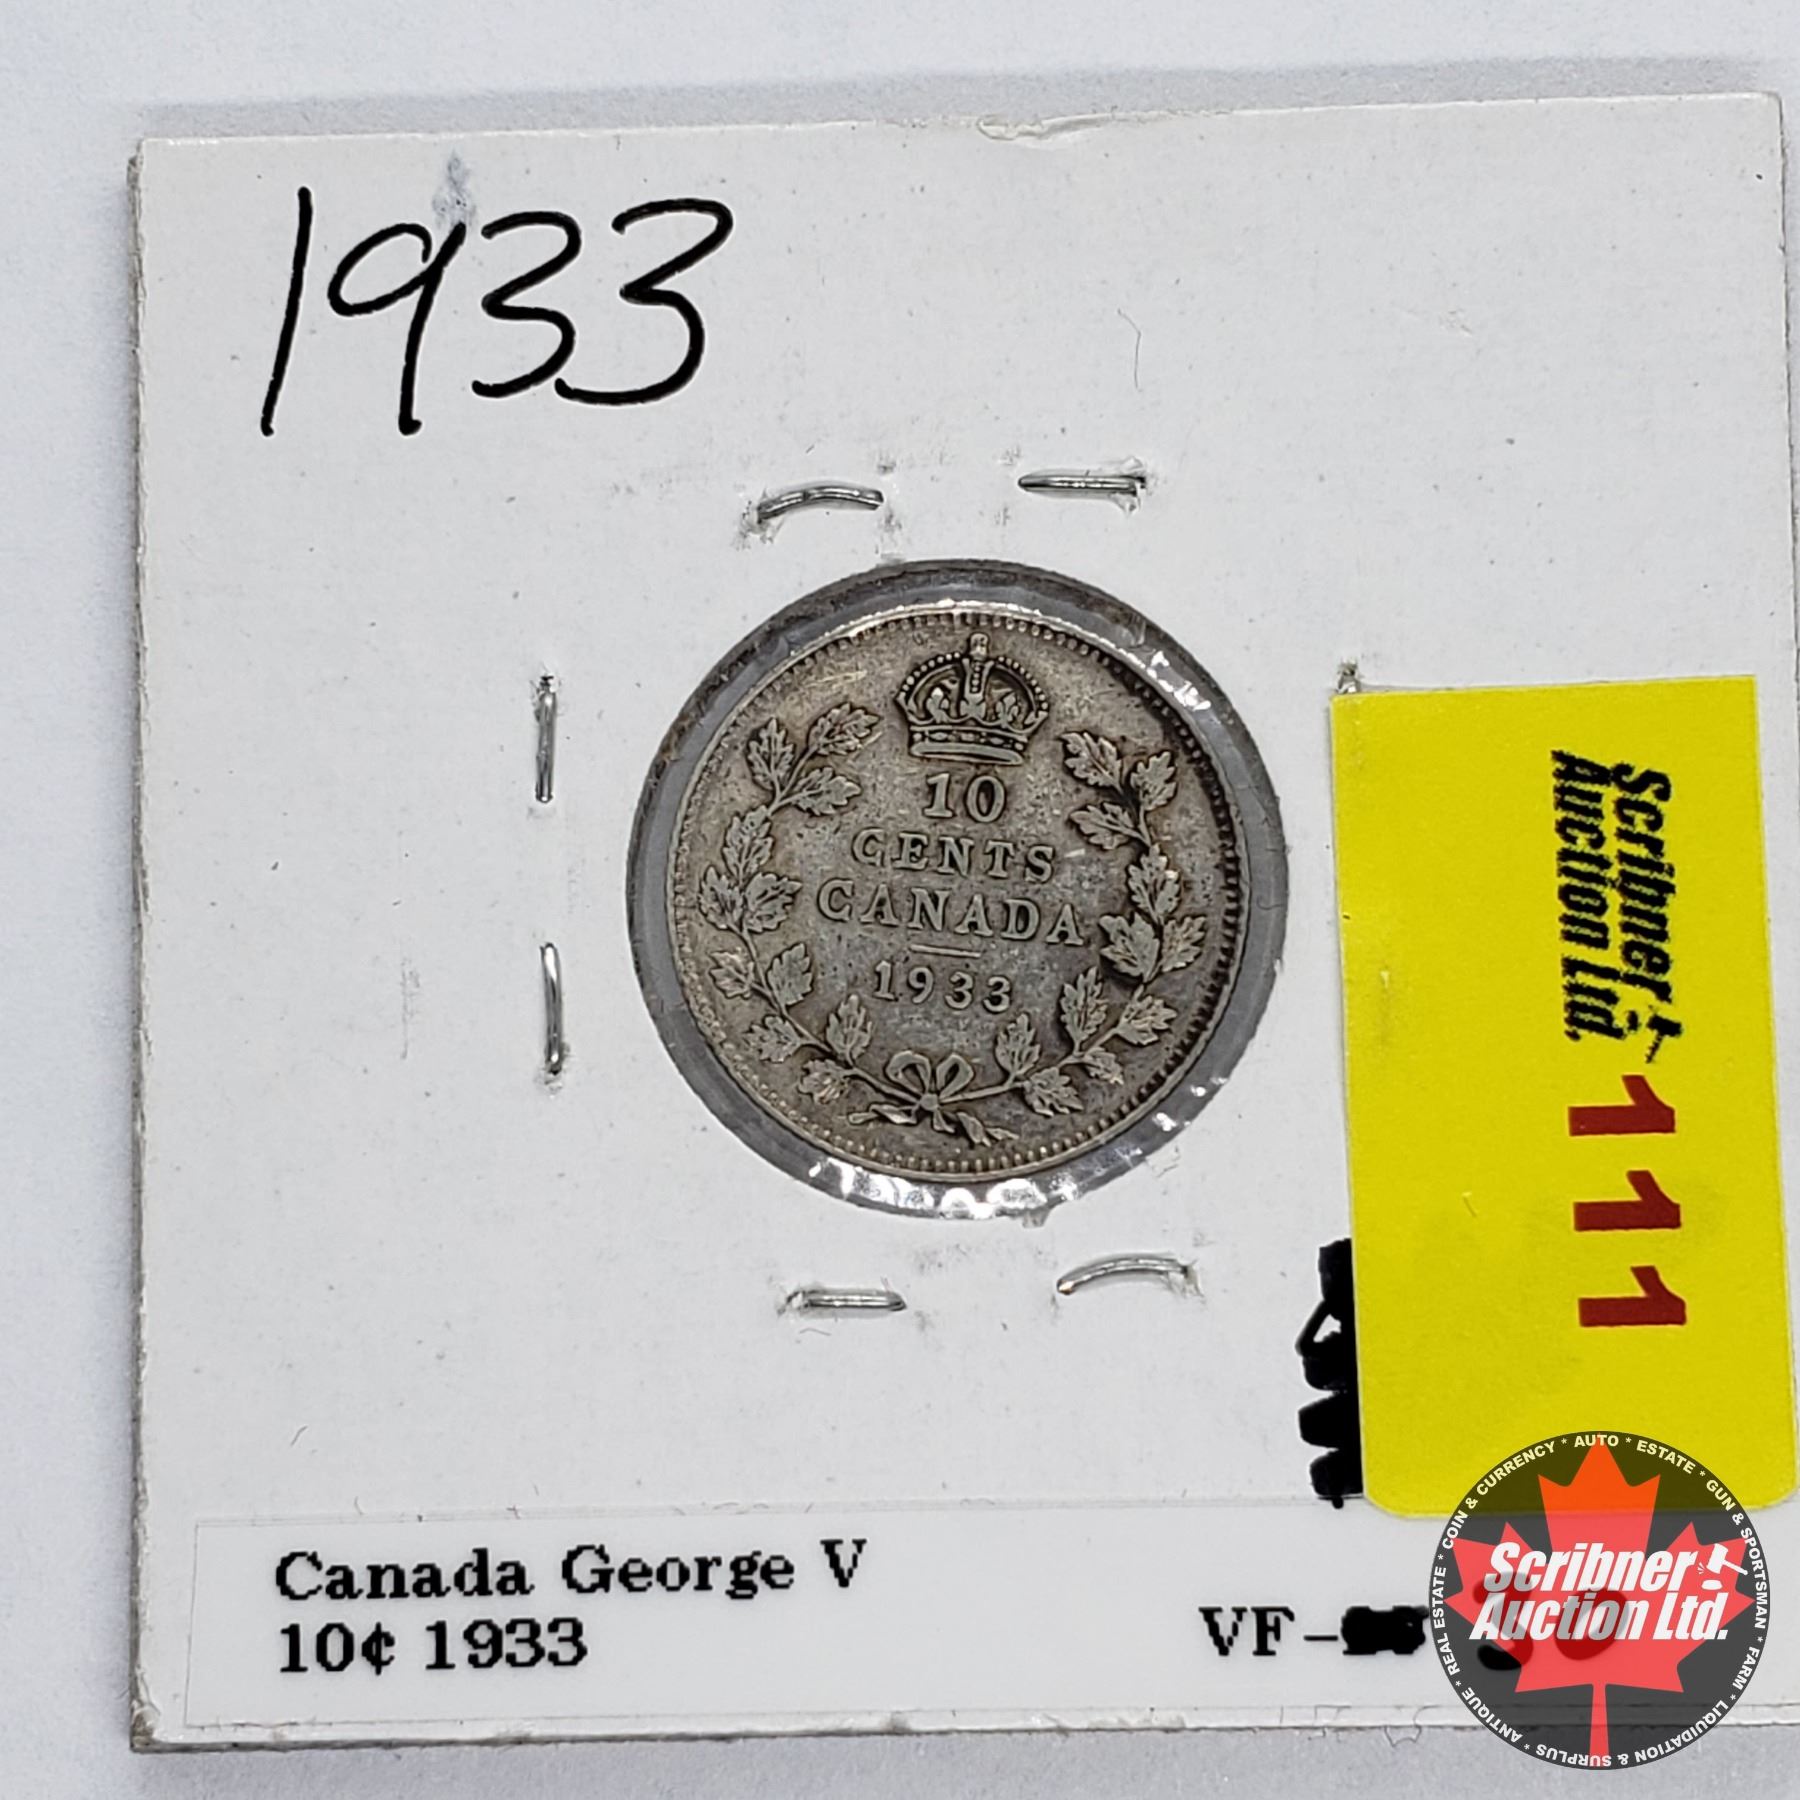 1933
10
CENTS
CANADA
1933
Scribner
Auction Ltd.
111
Canada George V
10¢ 1933
VF-
COIN & CURRENCY * AUTO * ESTATE * GUN & SPORTSMAN * FARM * LIQUIDATION & SURPLUS * ANTIQUE * REAL ESTATE *
Scribner
Auction Ltd.